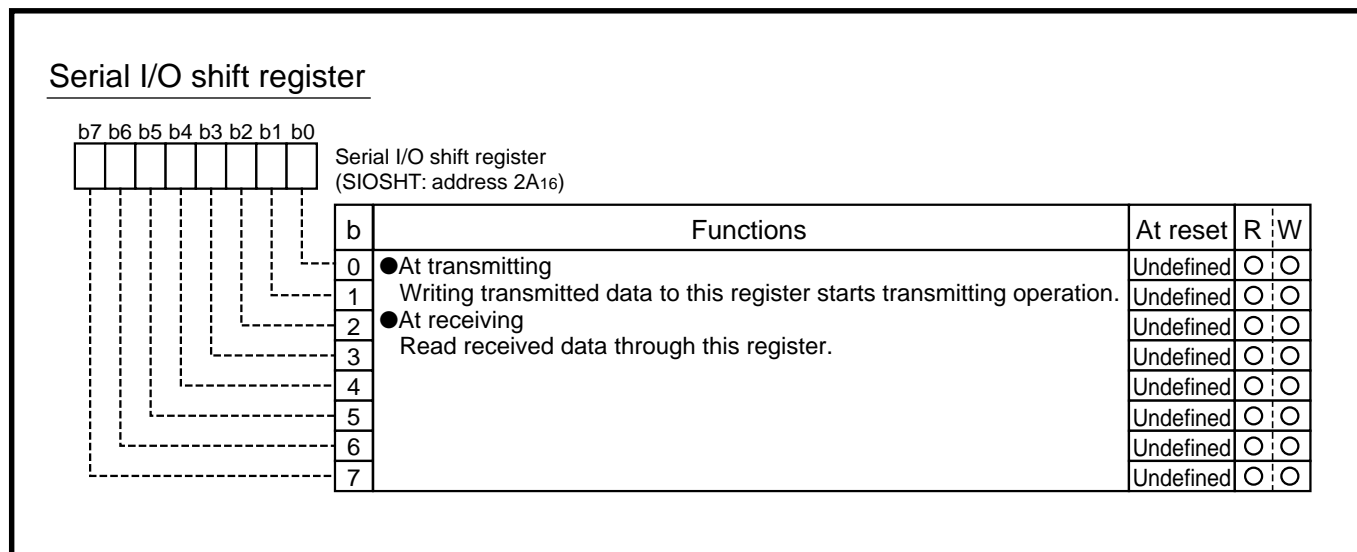 Serial I/O shift register
b7 b6 b5 b4 b3 b2 b1 b0
Serial I/O shift register
(SIOSHT: address 2A16)
b Functions At reset R W
0 ●At transmitting Undefined O O
1 Writing transmitted data to this register starts transmitting operation. Undefined O O
2 ●At receiving Undefined O O
3 Read received data through this register. Undefined O O
4 Undefined O O
5 Undefined O O
6 Undefined O O
7 Undefined O O